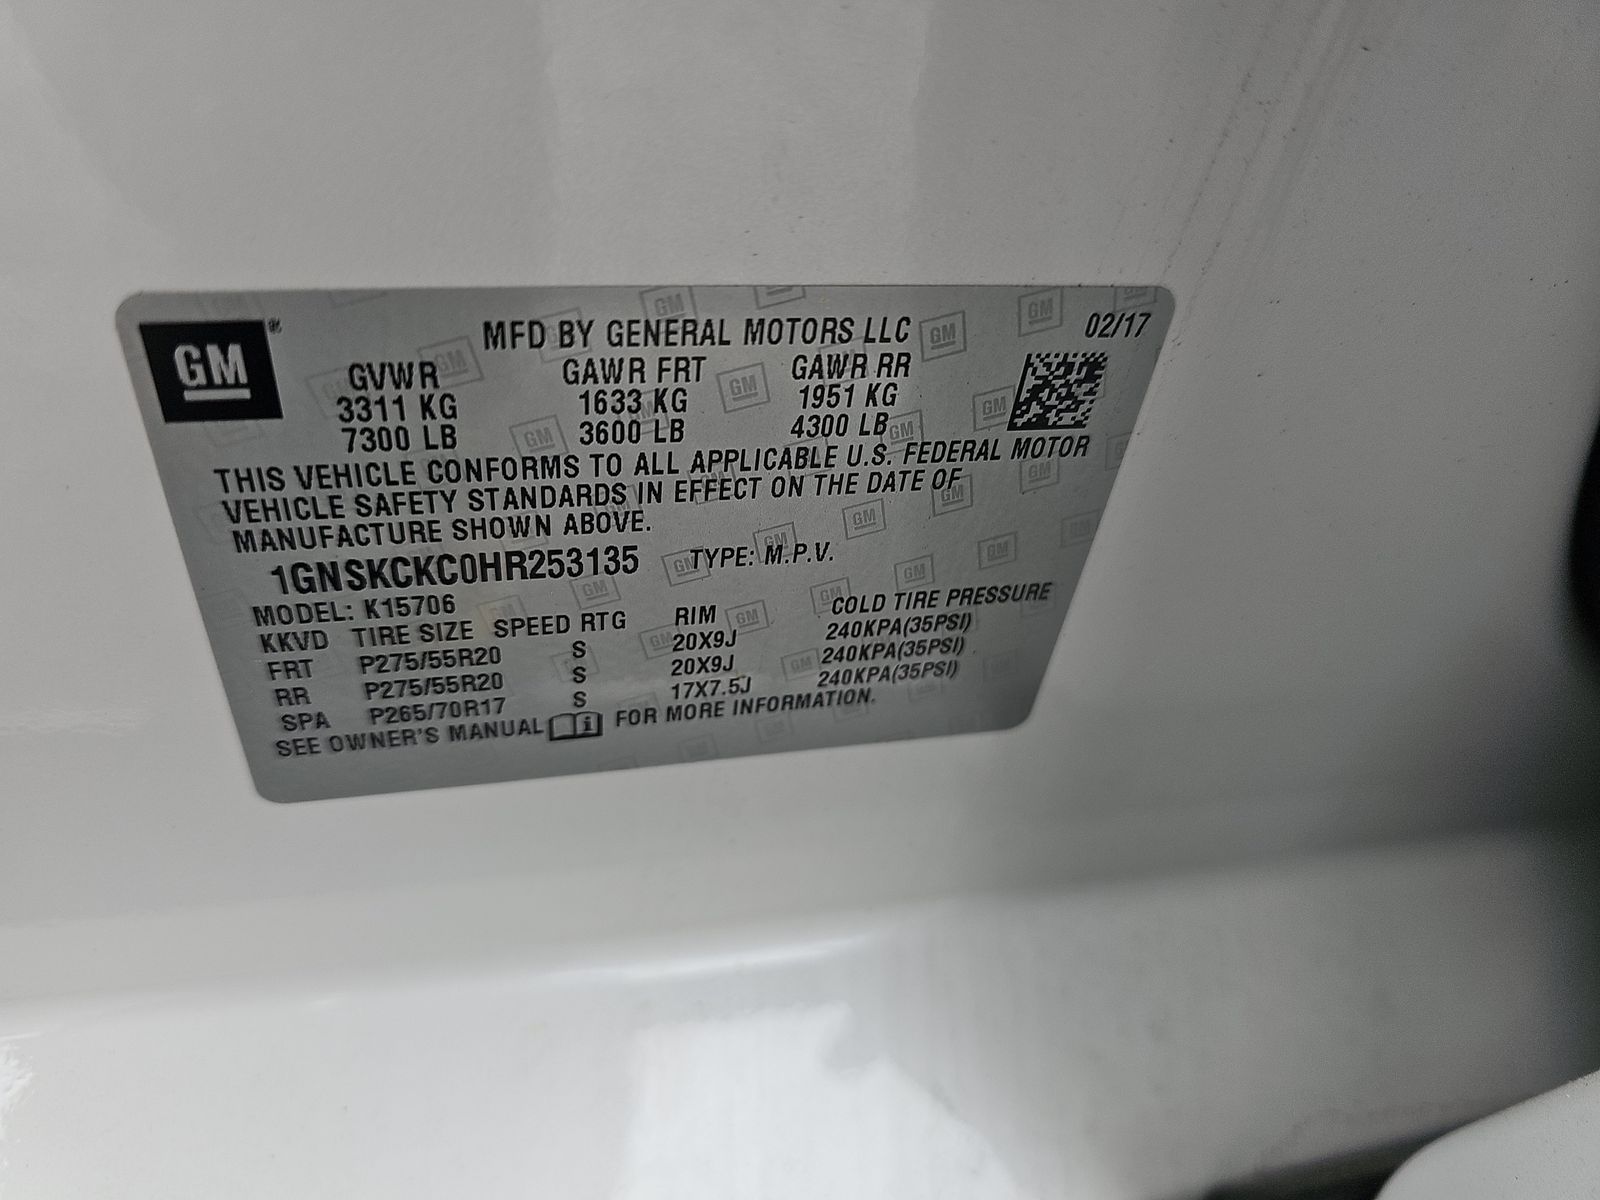 GM®
MFD BY GENERAL MOTORS LLC 02/17
GVWR GAWR FRT GAWR RR
3311 KG 1633 KG 1951 KG
7300 LB 3600 LB 4300 LB
THIS VEHICLE CONFORMS TO ALL APPLICABLE U.S. FEDERAL MOTOR
VEHICLE SAFETY STANDARDS IN EFFECT ON THE DATE OF
MANUFACTURE SHOWN ABOVE.
1GNSKCKC0HR253135 TYPE: M.P.V.
MODEL: K15706
KKVD TIRE SIZE SPEED RTG RIM COLD TIRE PRESSURE
FRT P275/55R20 S 20X9J 240KPA(35PSI)
RR P275/55R20 S 20X9J 240KPA(35PSI)
SPA P265/70R17 S 17X7.5J 240KPA(35PSI)
SEE OWNER'S MANUAL i FOR MORE INFORMATION.